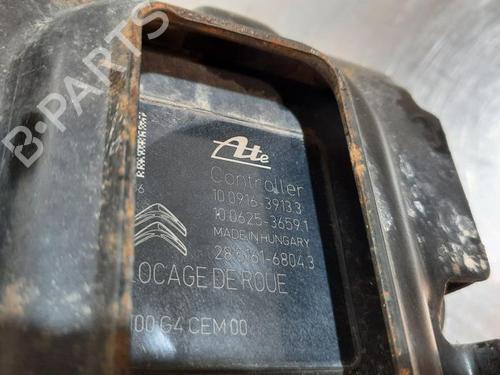 B-PARTS
Ate
Controller
10.0916-3913.3
10.0625-3659.1
MADE IN HUNGARY
28.5161-6804.3
LOCAGE DE ROUE
00 G4 CEM 00